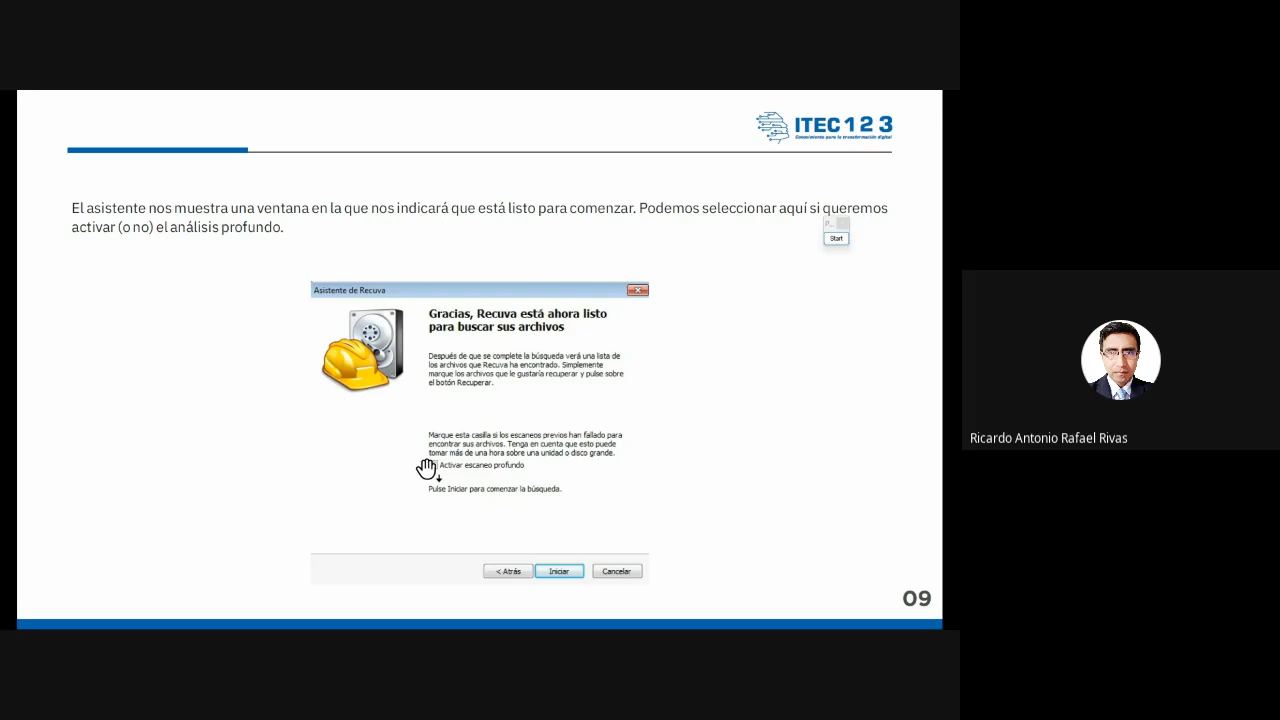 ITEC 1 2 3
Conocimiento para la transformación digital
El asistente nos muestra una ventana en la que nos indicará que está listo para comenzar. Podemos seleccionar aquí si queremos
activar (o no) el análisis profundo.
P...
Start
Asistente de Recuva
Gracias, Recuva está ahora listo
para buscar sus archivos
Después de que se complete la búsqueda verá una lista de
los archivos que Recuva ha encontrado. Simplemente
marque los archivos que le gustaría recuperar y pulse sobre
el botón Recuperar.
Marque esta casilla si los escaneos previos han fallado para
encontrar sus archivos. Tenga en cuenta que esto puede
tomar más de una hora sobre una unidad o disco grande.
Activar escaneo profundo
Pulse Iniciar para comenzar la búsqueda.
< Atrás
Iniciar
Cancelar
09
Ricardo Antonio Rafael Rivas